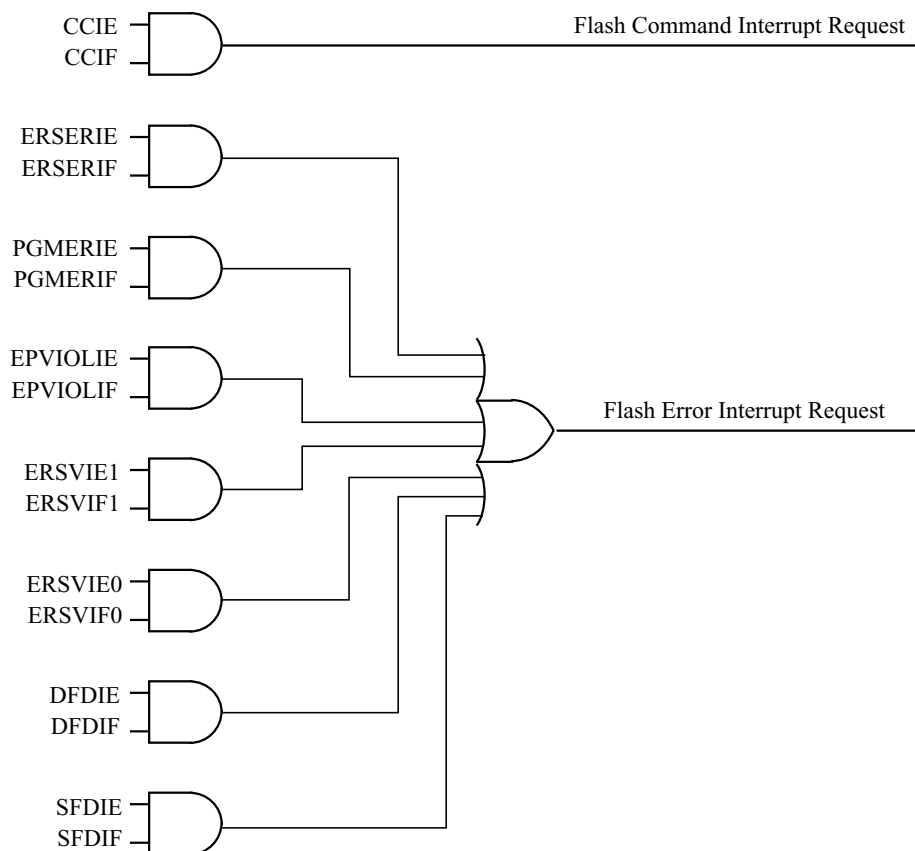 CCIE
CCIF
Flash Command Interrupt Request
ERSERIE
ERSERIF
PGMERIE
PGMERIF
EPVIOLIE
EPVIOLIF
Flash Error Interrupt Request
ERSVIE1
ERSVIF1
ERSVIE0
ERSVIF0
DFDIE
DFDIF
SFDIE
SFDIF